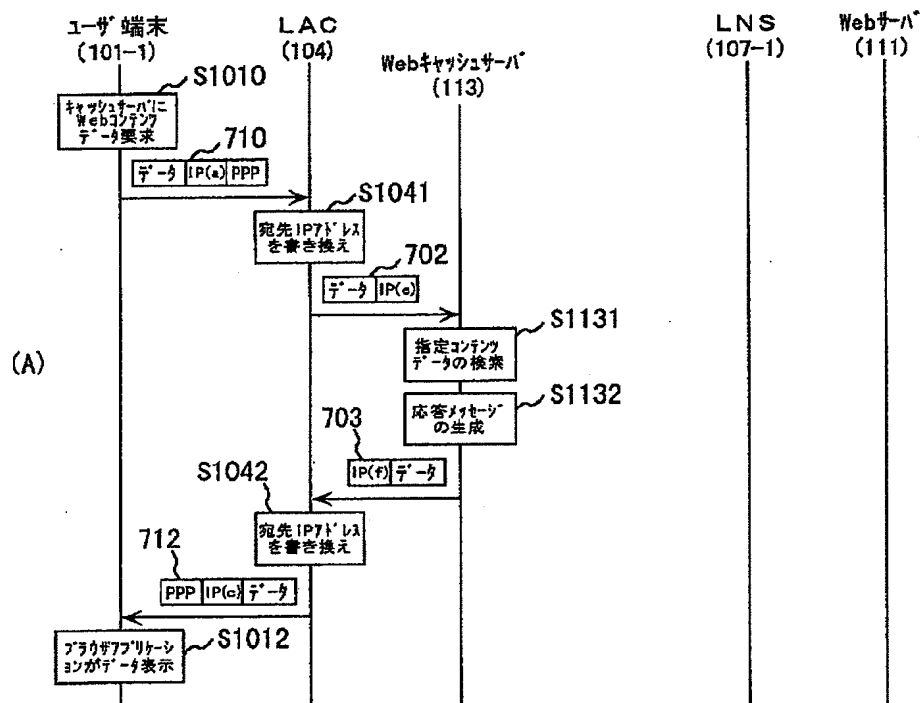 ユーザ端末
(101-1)
LAC
(104)
Webキャッシュサーバ
(113)
LNS
(107-1)
Webサーバ
(111)
S1010
キャッシュサーバに
Webコンテンツ
データ要求
710
データ IP(a) PPP
S1041
宛先IPアドレス
を書き換え
702
データ IP(e)
S1131
指定コンテンツ
データの検索
(A)
S1132
応答メッセージ
の生成
703
IP(f) データ
S1042
宛先IPアドレス
を書き換え
712
PPP IP(c) データ
S1012
ブラウザアプリケーシ
ョンがデータ表示